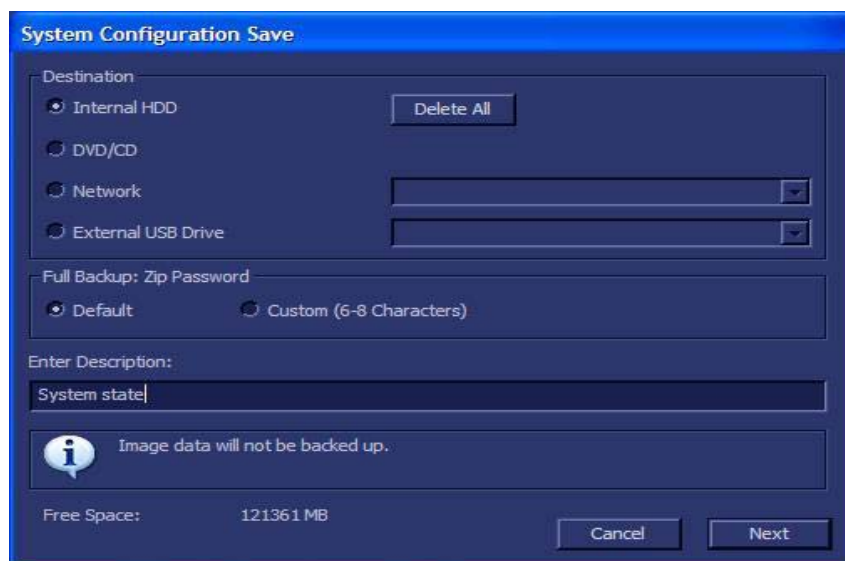 System Configuration Save
Destination
Internal HDD
Delete All
DVD/CD
Network
External USB Drive
Full Backup: Zip Password
Default
Custom (6-8 Characters)
Enter Description:
System state
Image data will not be backed up.
Free Space:
121361 MB
Cancel
Next